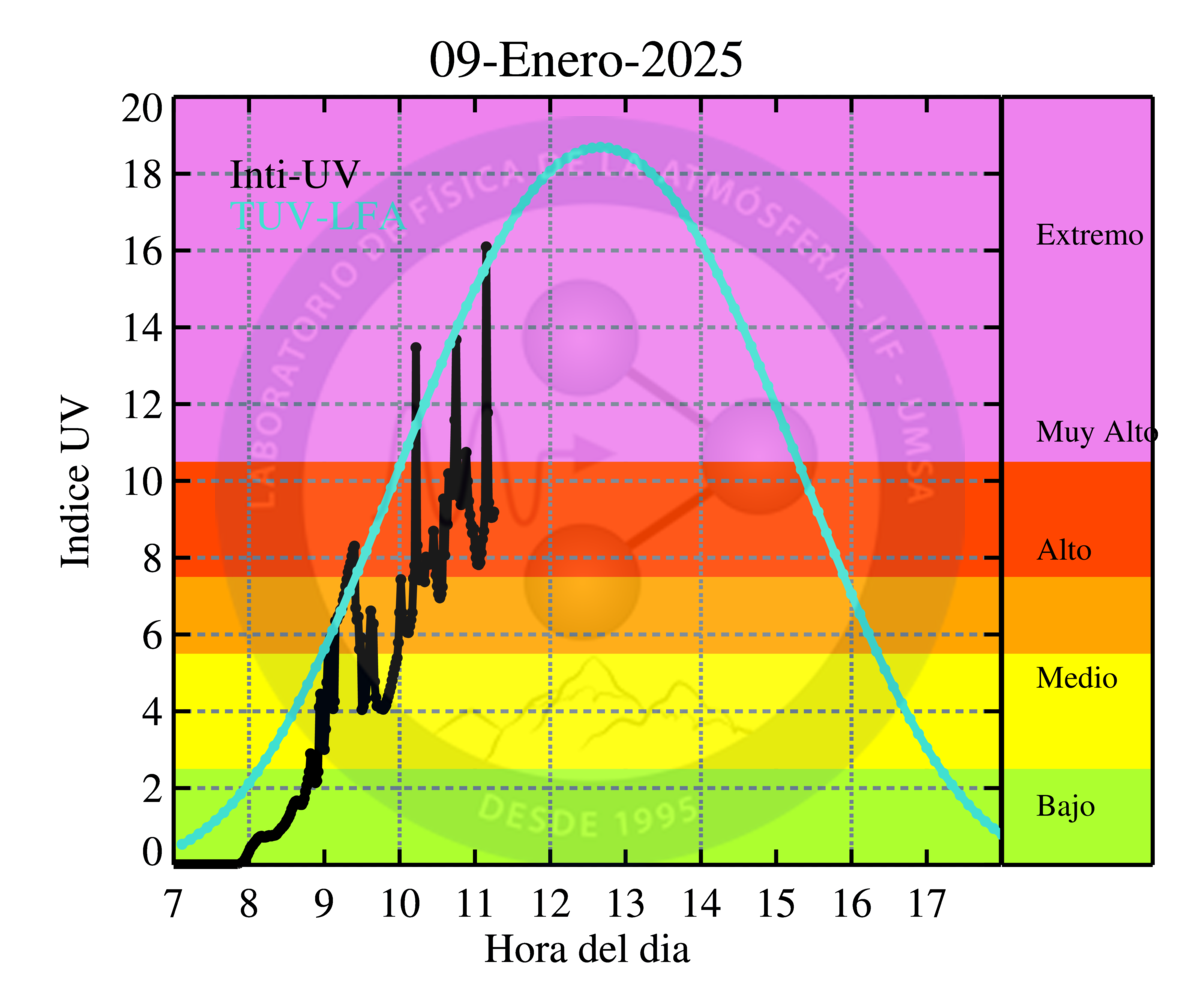 09-Enero-2025
20
18
16
14
12
10
8
6
4
2
0
Indice UV
Inti-UV
TUV-LFA
LABORATORIO DE FÍSICA DE LA ATMÓSFERA - IIF - UMSA
DESDE 1995
Extremo
Muy Alto
Alto
Medio
Bajo
7 8 9 10 11 12 13 14 15 16 17
Hora del dia